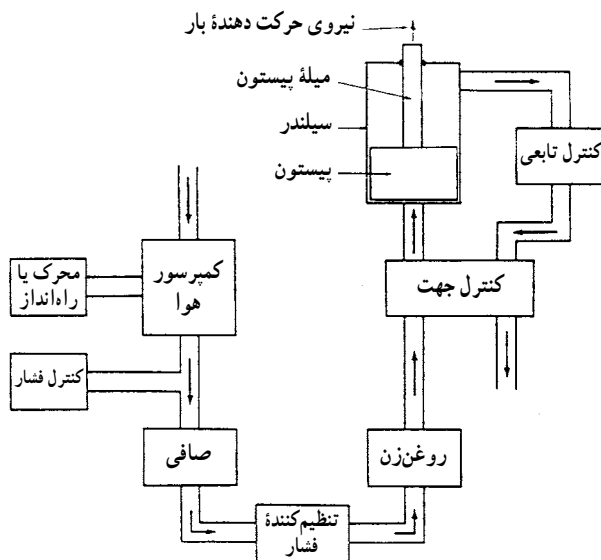 نیروی حرکت دهندهٔ بار
میلهٔ پیستون
سیلندر
پیستون
کنترل تابعی
کنترل جهت
کمپرسور
هوا
محرک یا
راه‌انداز
کنترل فشار
صافی
روغن‌زن
تنظیم‌کنندهٔ
فشار